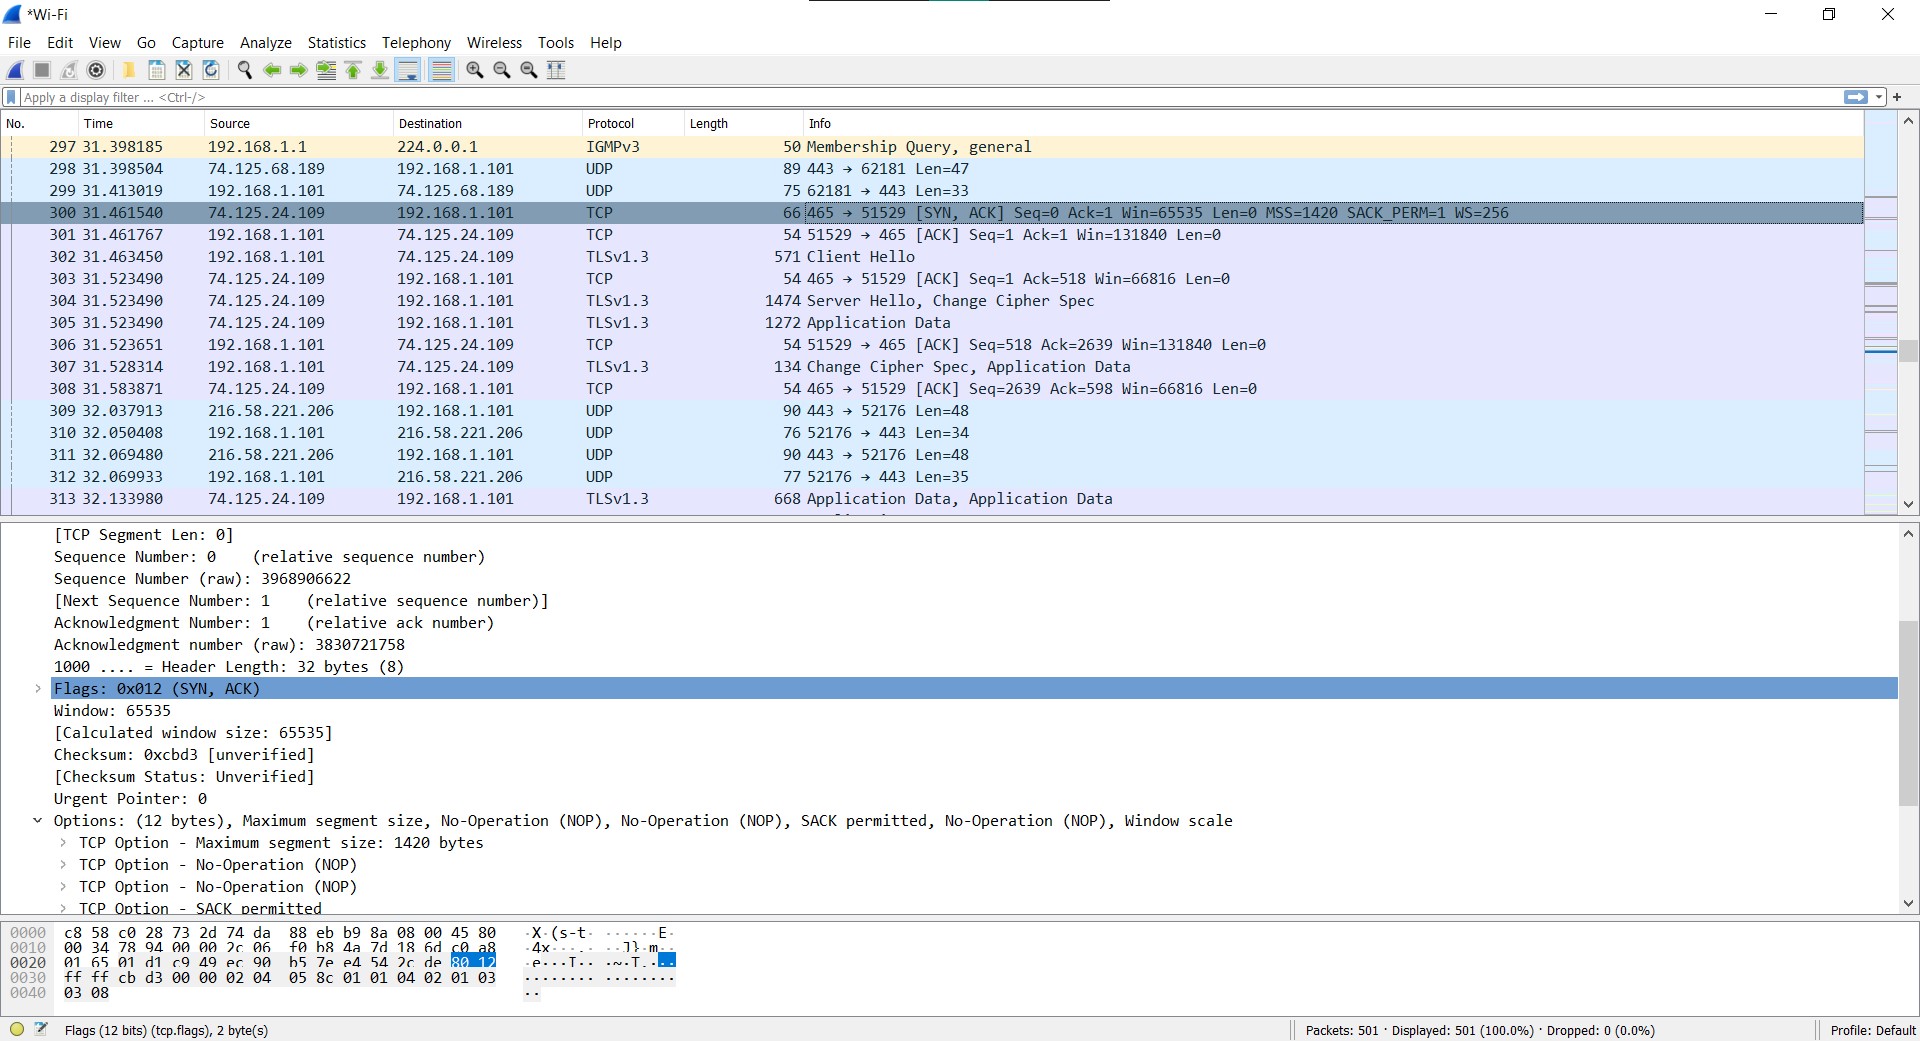 *Wi-Fi
File Edit View Go Capture Analyze Statistics Telephony Wireless Tools Help
Apply a display filter ... <Ctrl-/>
No. Time Source Destination Protocol Length Info
297 31.398185 192.168.1.1 224.0.0.1 IGMPv3 50 Membership Query, general
298 31.398504 74.125.68.189 192.168.1.101 UDP 89 443 → 62181 Len=47
299 31.413019 192.168.1.101 74.125.68.189 UDP 75 62181 → 443 Len=33
300 31.461540 74.125.24.109 192.168.1.101 TCP 66 465 → 51529 [SYN, ACK] Seq=0 Ack=1 Win=65535 Len=0 MSS=1420 SACK_PERM=1 WS=256
301 31.461767 192.168.1.101 74.125.24.109 TCP 54 51529 → 465 [ACK] Seq=1 Ack=1 Win=131840 Len=0
302 31.463450 192.168.1.101 74.125.24.109 TLSv1.3 571 Client Hello
303 31.523490 74.125.24.109 192.168.1.101 TCP 54 465 → 51529 [ACK] Seq=1 Ack=518 Win=66816 Len=0
304 31.523490 74.125.24.109 192.168.1.101 TLSv1.3 1474 Server Hello, Change Cipher Spec
305 31.523490 74.125.24.109 192.168.1.101 TLSv1.3 1272 Application Data
306 31.523651 192.168.1.101 74.125.24.109 TCP 54 51529 → 465 [ACK] Seq=518 Ack=2639 Win=131840 Len=0
307 31.528314 192.168.1.101 74.125.24.109 TLSv1.3 134 Change Cipher Spec, Application Data
308 31.583871 74.125.24.109 192.168.1.101 TCP 54 465 → 51529 [ACK] Seq=2639 Ack=598 Win=66816 Len=0
309 32.037913 216.58.221.206 192.168.1.101 UDP 90 443 → 52176 Len=48
310 32.050408 192.168.1.101 216.58.221.206 UDP 76 52176 → 443 Len=34
311 32.069480 216.58.221.206 192.168.1.101 UDP 90 443 → 52176 Len=48
312 32.069933 192.168.1.101 216.58.221.206 UDP 77 52176 → 443 Len=35
313 32.133980 74.125.24.109 192.168.1.101 TLSv1.3 668 Application Data, Application Data
[TCP Segment Len: 0]
Sequence Number: 0 (relative sequence number)
Sequence Number (raw): 3968906622
[Next Sequence Number: 1 (relative sequence number)]
Acknowledgment Number: 1 (relative ack number)
Acknowledgment number (raw): 3830721758
1000 .... = Header Length: 32 bytes (8)
Flags: 0x012 (SYN, ACK)
Window: 65535
[Calculated window size: 65535]
Checksum: 0xcbd3 [unverified]
[Checksum Status: Unverified]
Urgent Pointer: 0
Options: (12 bytes), Maximum segment size, No-Operation (NOP), No-Operation (NOP), SACK permitted, No-Operation (NOP), Window scale
TCP Option - Maximum segment size: 1420 bytes
TCP Option - No-Operation (NOP)
TCP Option - No-Operation (NOP)
TCP Option - SACK permitted
0000 c8 58 c0 28 73 2d 74 da 88 eb b9 8a 08 00 45 80 ·X·(s-t· ······E·
0010 00 34 78 94 00 00 2c 06 f0 b8 4a 7d 18 6d c0 a8 ·4x···,· ··J}·m··
0020 01 65 01 d1 c9 49 ec 90 b5 7e e4 54 2c de 80 12 ·e···I·· ·~·T,···
0030 ff ff cb d3 00 00 02 04 05 8c 01 01 04 02 01 03 ········ ········
0040 03 08 ··
Flags (12 bits) (tcp.flags), 2 byte(s)
Packets: 501 · Displayed: 501 (100.0%) · Dropped: 0 (0.0%)
Profile: Default